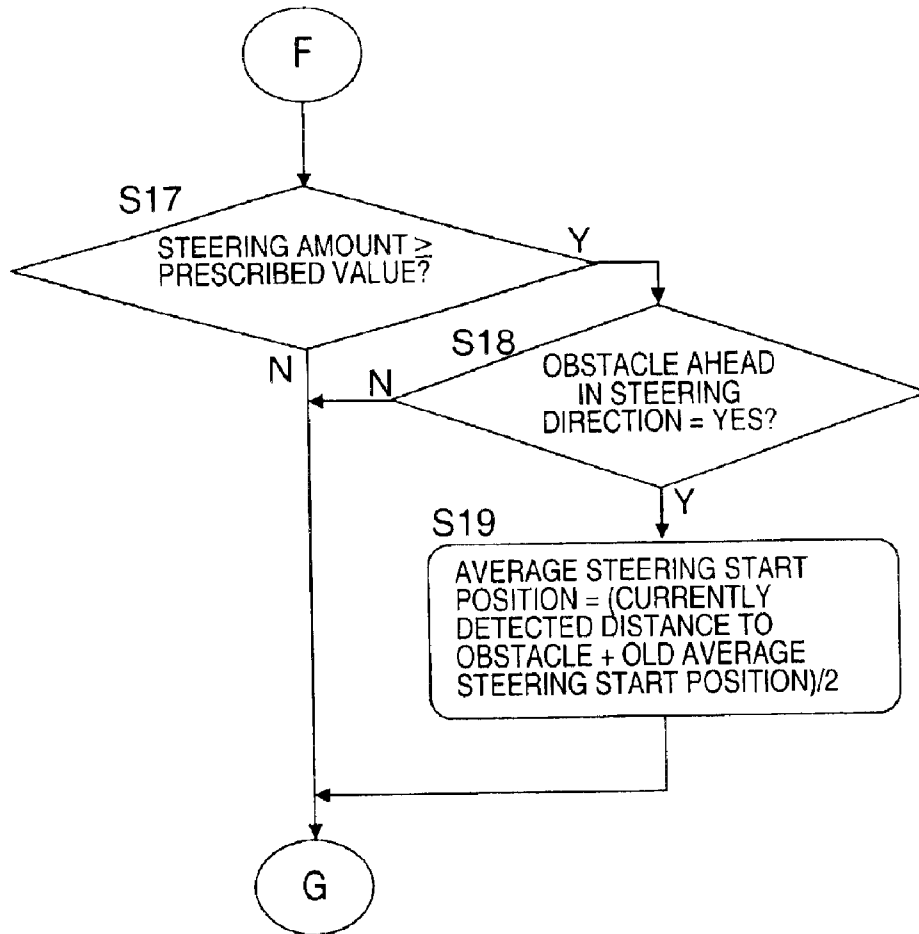 F
S17
STEERING AMOUNT ≥
PRESCRIBED VALUE?
Y
N
S18
N
OBSTACLE AHEAD
IN STEERING
DIRECTION = YES?
Y
S19
AVERAGE STEERING START
POSITION = (CURRENTLY
DETECTED DISTANCE TO
OBSTACLE + OLD AVERAGE
STEERING START POSITION)/2
G